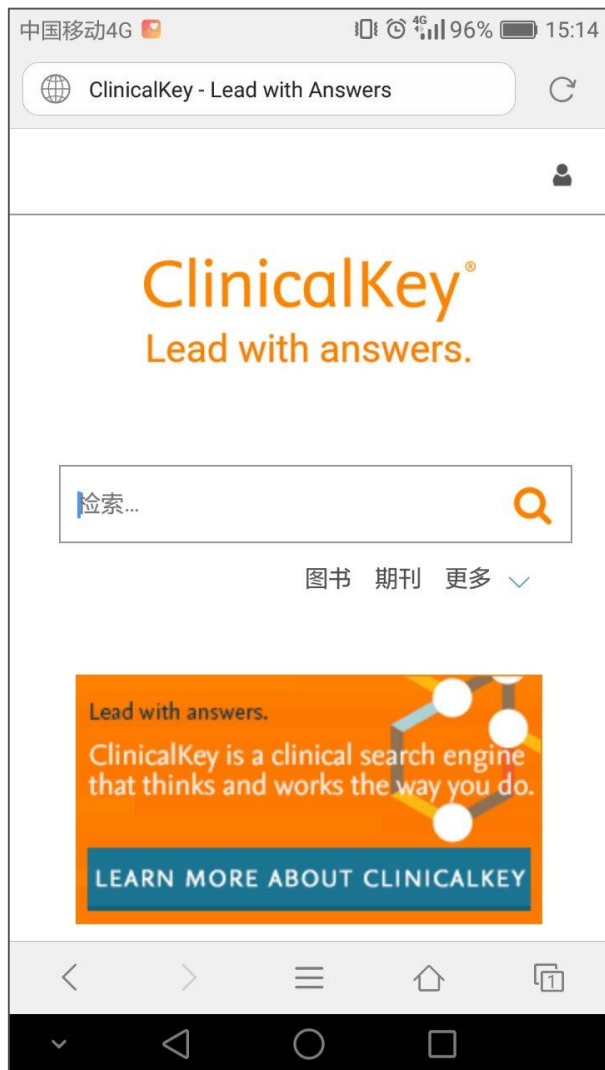 中国移动4G 4G 96% 15:14
ClinicalKey - Lead with Answers
ClinicalKey®
Lead with answers.
检索...
图书 期刊 更多
Lead with answers.
ClinicalKey is a clinical search engine
that thinks and works the way you do.
LEARN MORE ABOUT CLINICALKEY
1